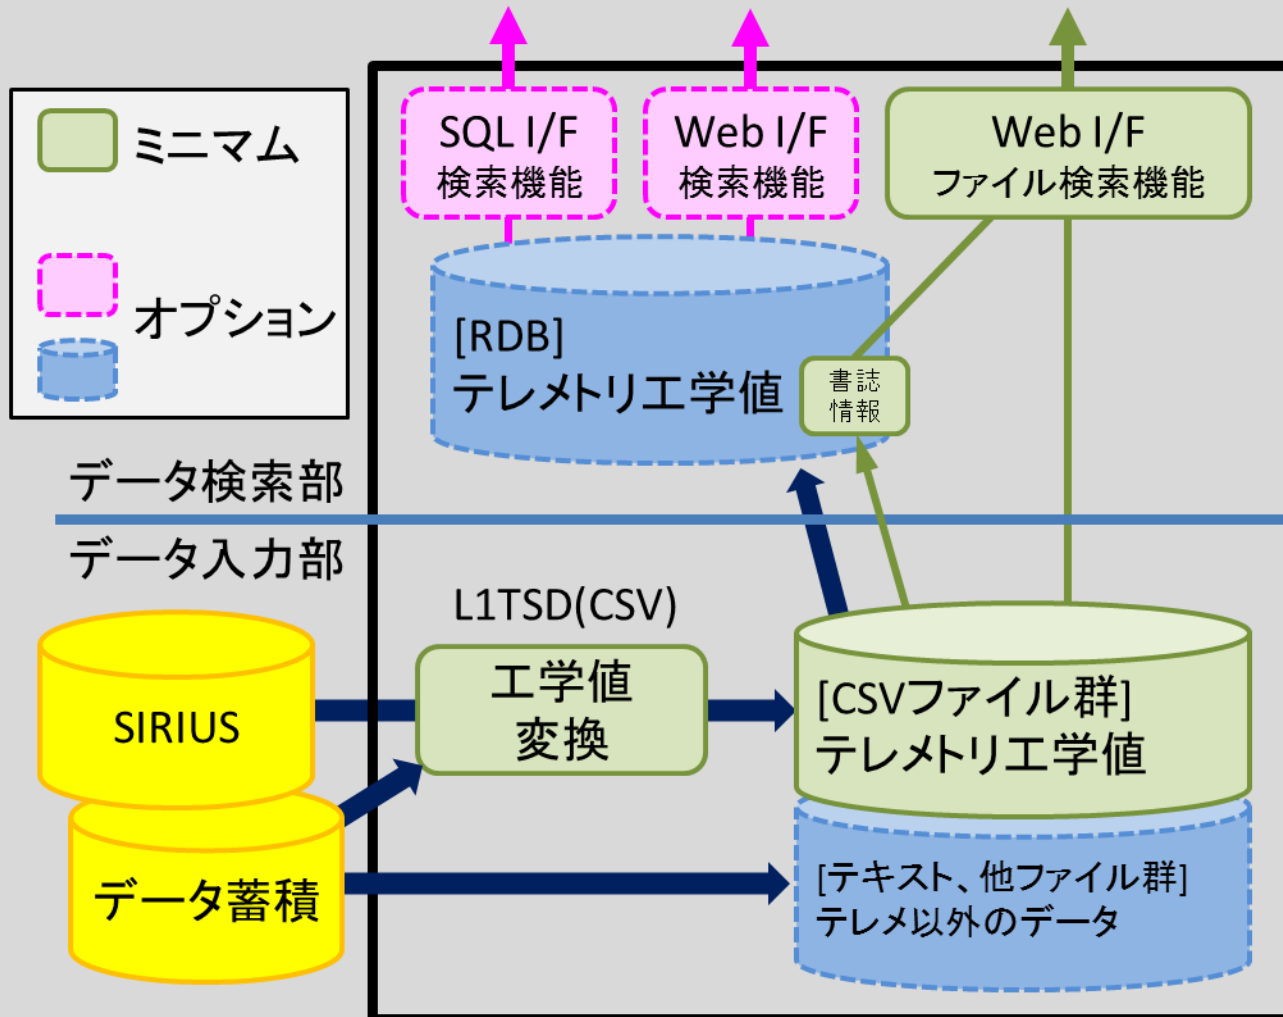 ミニマム
オプション
SQL I/F
検索機能
Web I/F
検索機能
Web I/F
ファイル検索機能
[RDB]
テレメトリ工学値
書誌
情報
データ検索部
データ入力部
L1TSD(CSV)
工学値
変換
SIRIUS
データ蓄積
[CSVファイル群]
テレメトリ工学値
[テキスト、他ファイル群]
テレメ以外のデータ